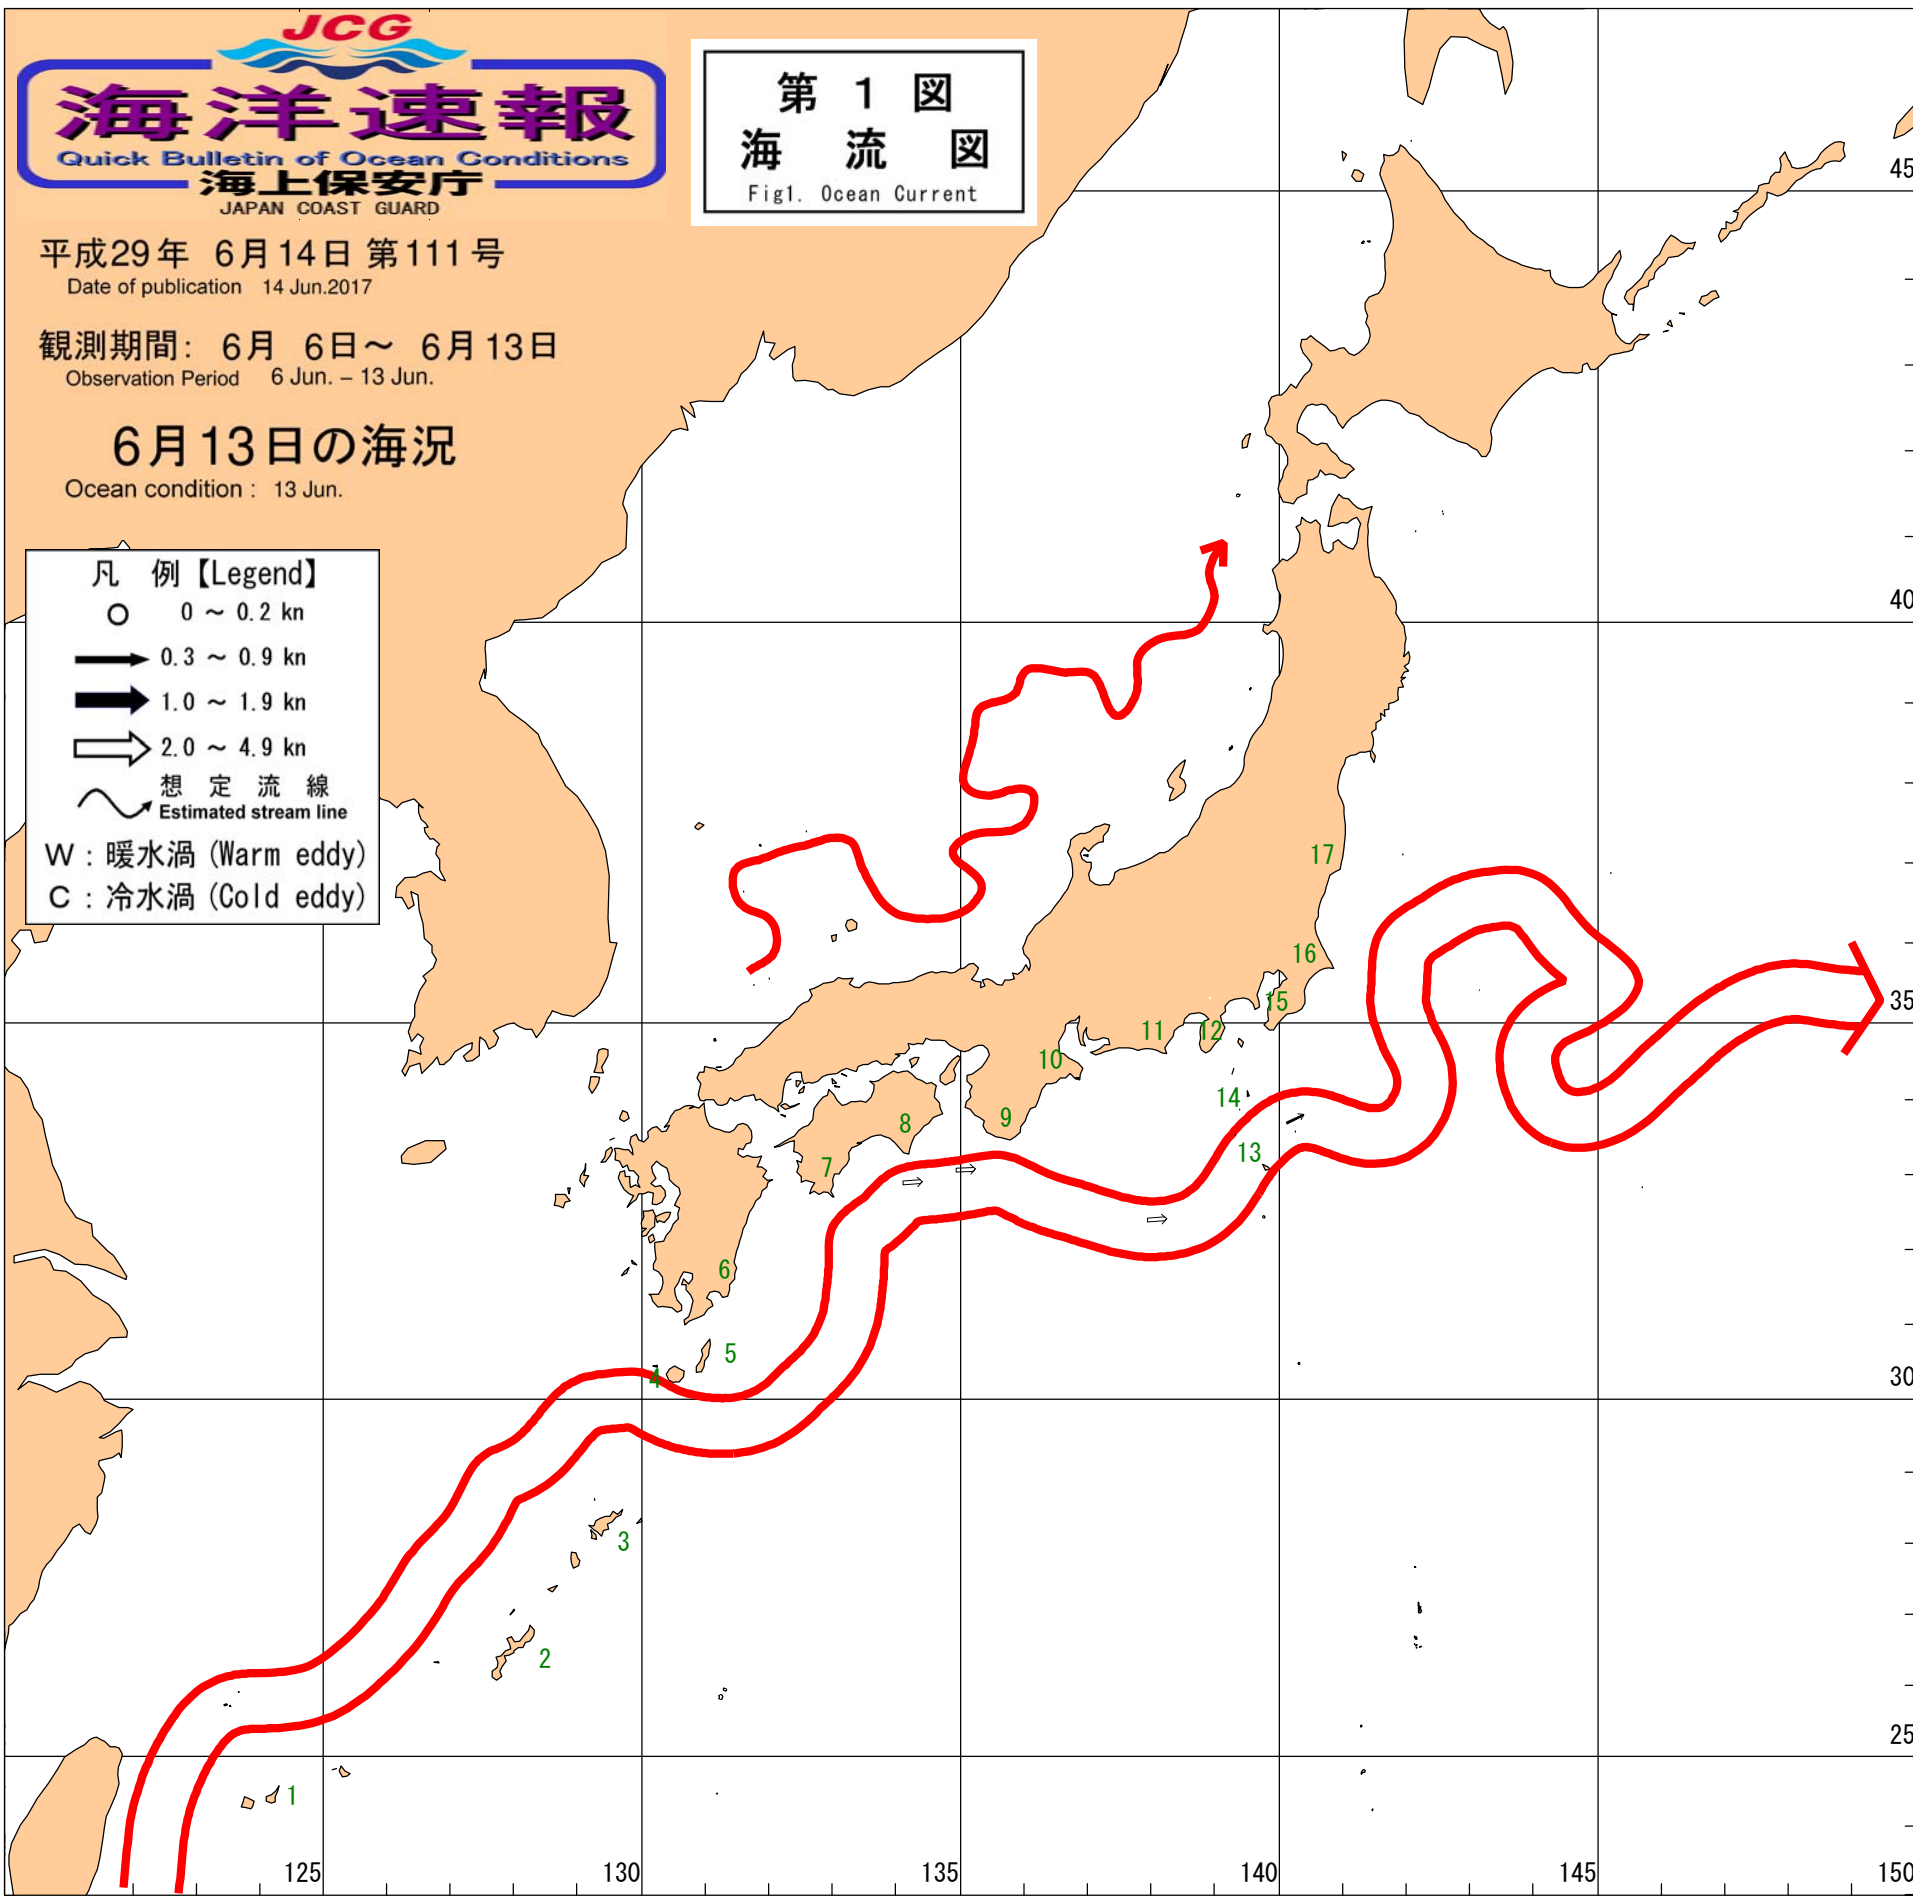 JCG
海洋速報
Quick Bulletin of Ocean Conditions
海上保安庁
JAPAN COAST GUARD
第 1 図
海 流 図
Fig1. Ocean Current
平成29年 6月14日 第111号
Date of publication 14 Jun.2017
観測期間: 6月 6日～ 6月13日
Observation Period 6 Jun. – 13 Jun.
6月13日の海況
Ocean condition : 13 Jun.
凡 例【Legend】
0 ～ 0.2 kn
0.3 ～ 0.9 kn
1.0 ～ 1.9 kn
2.0 ～ 4.9 kn
想 定 流 線
Estimated stream line
W : 暖水渦 (Warm eddy)
C : 冷水渦 (Cold eddy)
45
40
17
16
35
15
12
11
10
14
9
8
13
7
6
5
4
30
3
2
25
1
125
130
135
140
145
150